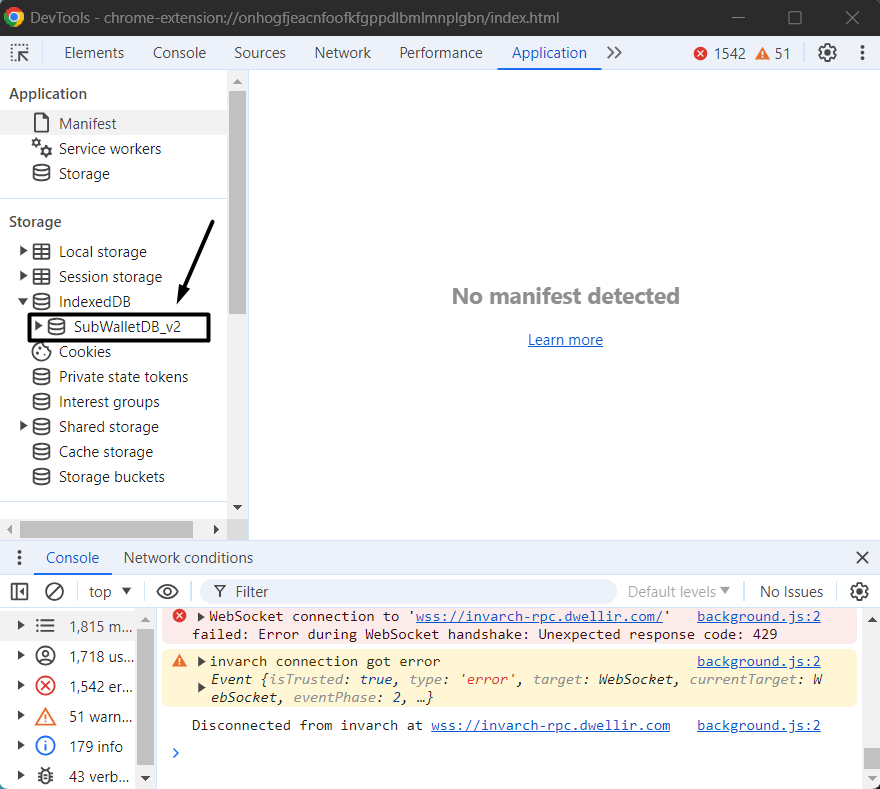 DevTools - chrome-extension://onhogfjeacnfoofkfgppdlbmlmnplgbn/index.html
Elements Console Sources Network Performance Application 1542 51
Application
Manifest
Service workers
Storage
Storage
Local storage
Session storage
IndexedDB
SubWalletDB_v2
Cookies
Private state tokens
Interest groups
Shared storage
Cache storage
Storage buckets
No manifest detected
Learn more
Console Network conditions
top Filter Default levels No Issues
1,815 m...
1,718 us...
1,542 er...
51 warn...
179 info
43 verb...
WebSocket connection to 'wss://invarch-rpc.dwellir.com/' background.js:2
failed: Error during WebSocket handshake: Unexpected response code: 429
invarch connection got error background.js:2
Event {isTrusted: true, type: 'error', target: WebSocket, currentTarget: W
ebSocket, eventPhase: 2, …}
Disconnected from invarch at wss://invarch-rpc.dwellir.com background.js:2